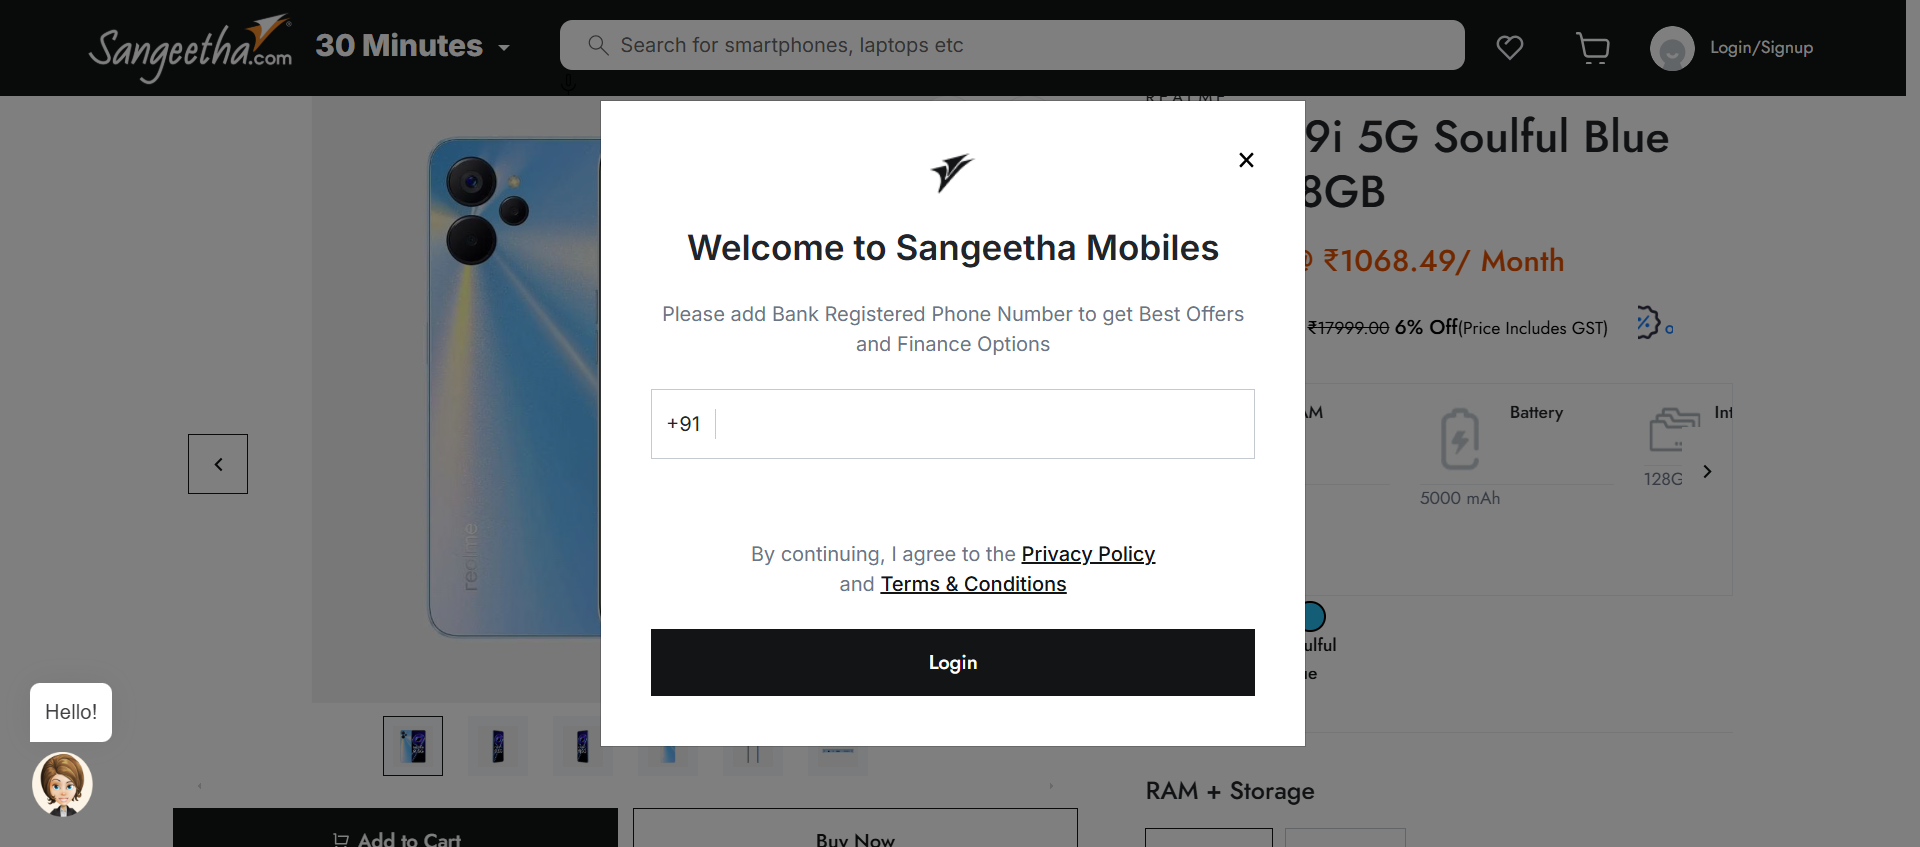 Sangeetha.com
30 Minutes
Search for smartphones, laptops etc
Login/Signup
REALME
9i 5G Soulful Blue
8GB
@ ₹1068.49/ Month
₹17999.00 6% Off(Price Includes GST)
Battery
5000 mAh
realme
Welcome to Sangeetha Mobiles
Please add Bank Registered Phone Number to get Best Offers
and Finance Options
+91
By continuing, I agree to the Privacy Policy
and Terms & Conditions
Login
Hello!
RAM + Storage
Add to Cart
Buy Now